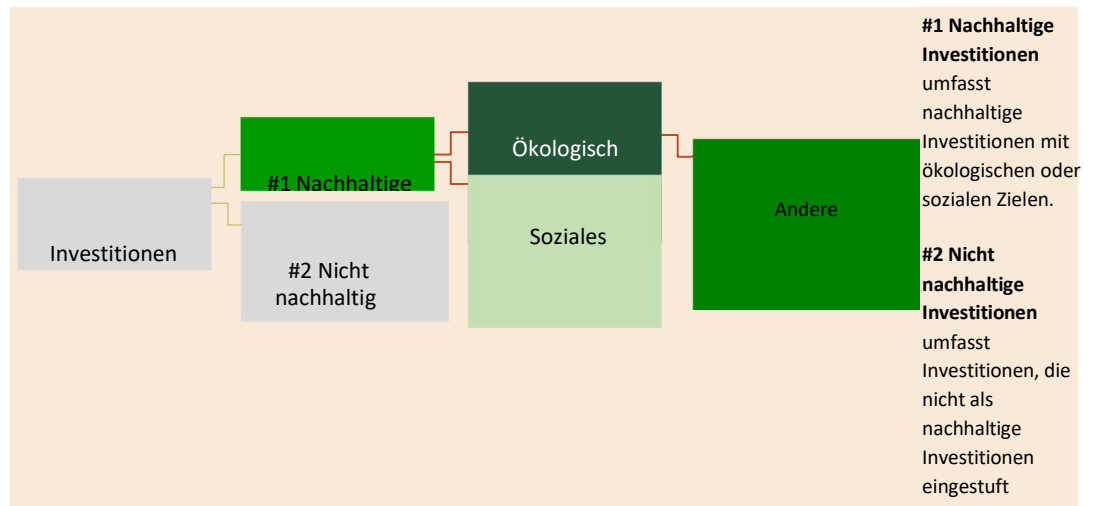 Investitionen
#1 Nachhaltige
#2 Nicht
nachhaltig
Ökologisch
Soziales
Andere
#1 Nachhaltige
Investitionen
umfasst
nachhaltige
Investitionen mit
ökologischen oder
sozialen Zielen.
#2 Nicht
nachhaltige
Investitionen
umfasst
Investitionen, die
nicht als
nachhaltige
Investitionen
eingestuft